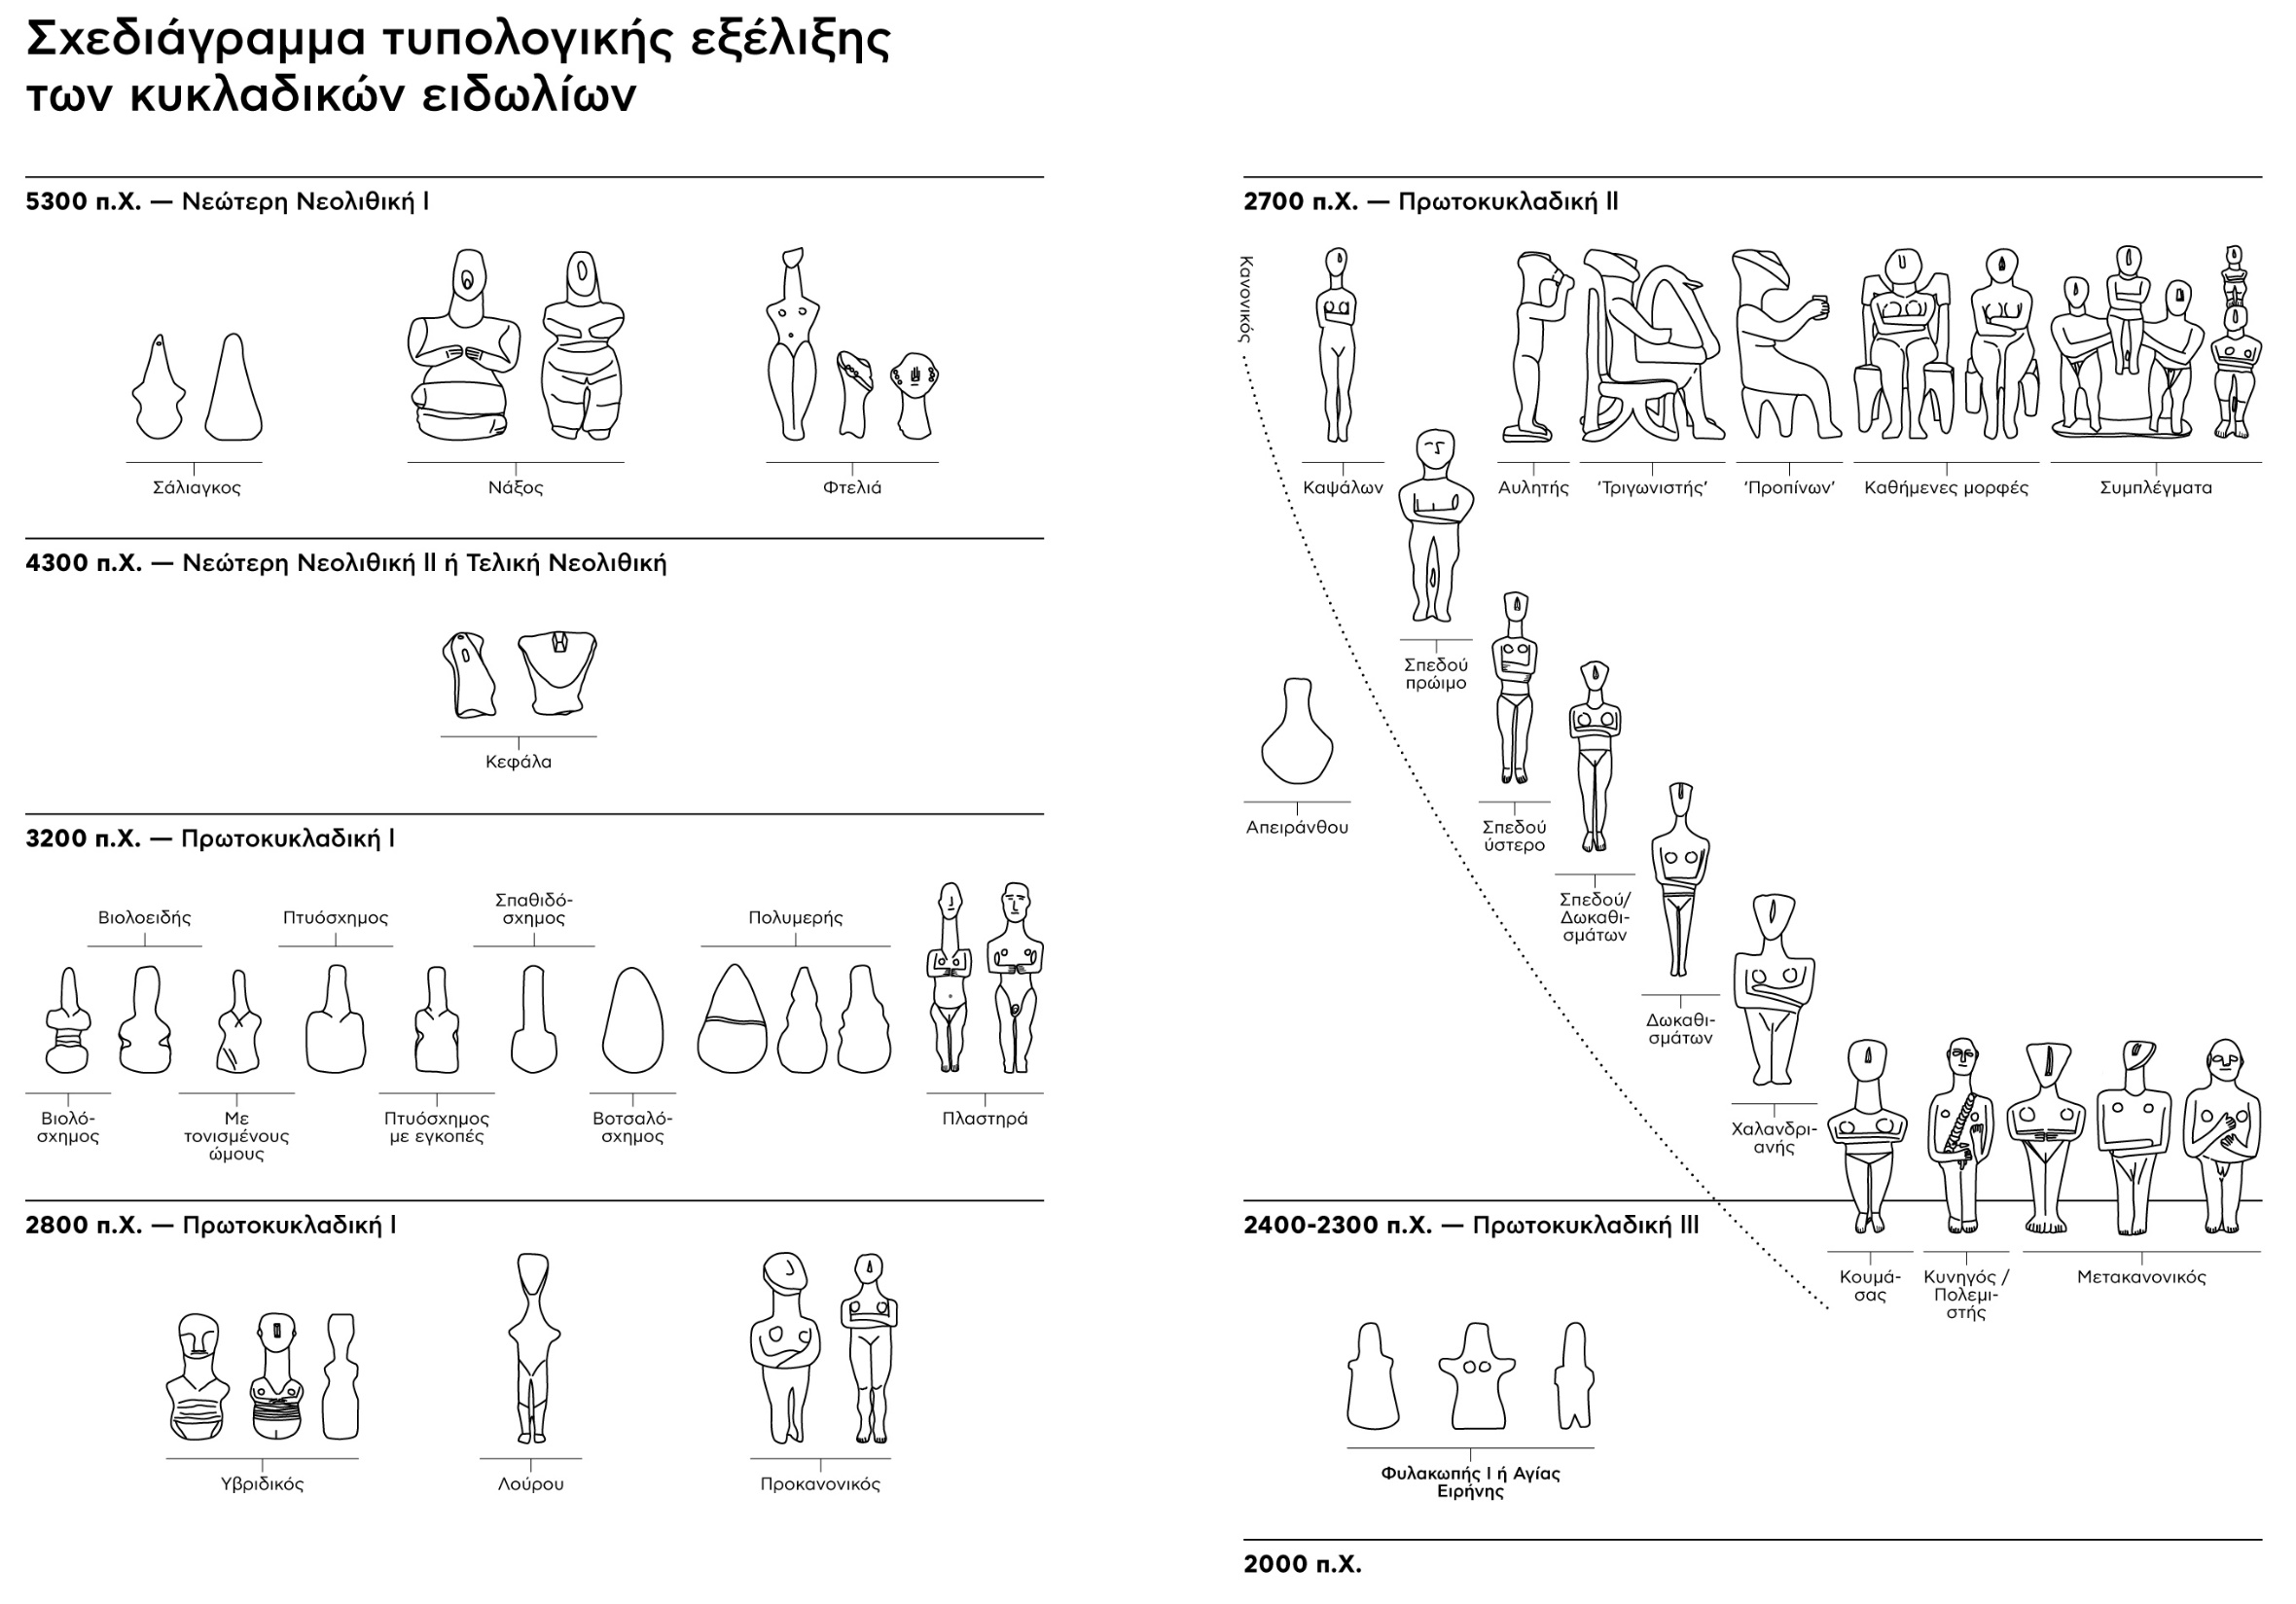 Σχεδιάγραμμα τυπολογικής εξέλιξης
των κυκλαδικών ειδωλίων
5300 π.Χ. — Νεώτερη Νεολιθική I
Σάλιαγκος
Νάξος
Φτελιά
4300 π.Χ. — Νεώτερη Νεολιθική II ή Τελική Νεολιθική
Κεφάλα
3200 π.Χ. — Πρωτοκυκλαδική I
Βιολοειδής
Πτυόσχημος
Σπαθιδό-
σχημος
Πολυμερής
Βιολό-
σχημος
Με
τονισμένους
ώμους
Πτυόσχημος
με εγκοπές
Βοτσαλό-
σχημος
Πλαστηρά
2800 π.Χ. — Πρωτοκυκλαδική I
Υβριδικός
Λούρου
Προκανονικός
2700 π.Χ. — Πρωτοκυκλαδική II
Κανονικός
Καψάλων
Αυλητής
‘Τριγωνιστής’
‘Προπίνων’
Καθήμενες μορφές
Συμπλέγματα
Σπεδού
πρώιμο
Απειράνθου
Σπεδού
ύστερο
Σπεδού/
Δωκαθι-
σμάτων
Δωκαθι-
σμάτων
Χαλανδρι-
ανής
Κουμά-
σας
Κυνηγός /
Πολεμι-
στής
Μετακανονικός
2400-2300 π.Χ. — Πρωτοκυκλαδική III
Φυλακωπής I ή Αγίας
Ειρήνης
2000 π.Χ.